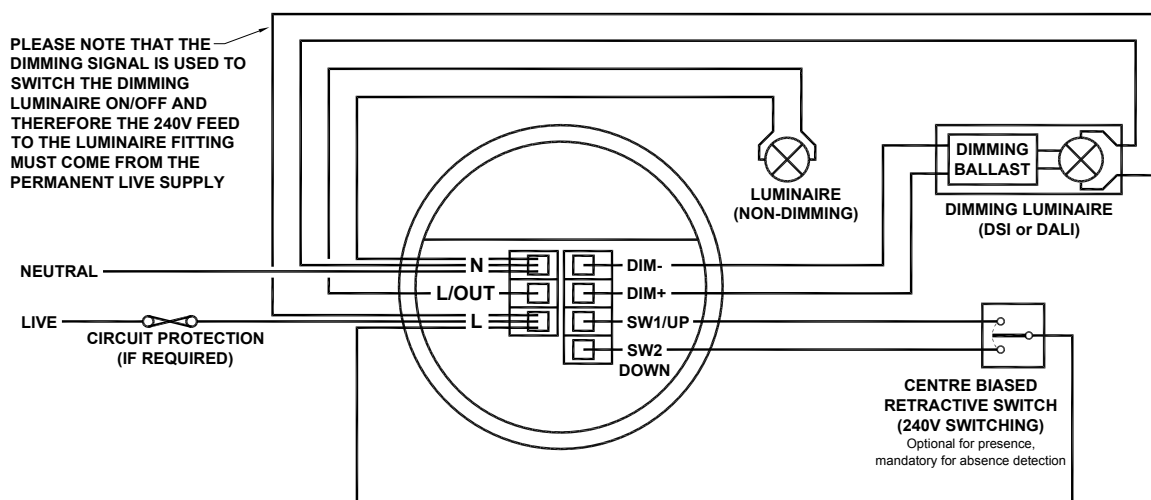 PLEASE NOTE THAT THE
DIMMING SIGNAL IS USED TO
SWITCH THE DIMMING
LUMINAIRE ON/OFF AND
THEREFORE THE 240V FEED
TO THE LUMINAIRE FITTING
MUST COME FROM THE
PERMANENT LIVE SUPPLY
LUMINAIRE
(NON-DIMMING)
DIMMING
BALLAST
DIMMING LUMINAIRE
(DSI or DALI)
NEUTRAL
LIVE
CIRCUIT PROTECTION
(IF REQUIRED)
N
L/OUT
L
DIM-
DIM+
SW1/UP
SW2
DOWN
CENTRE BIASED
RETRACTIVE SWITCH
(240V SWITCHING)
Optional for presence,
mandatory for absence detection